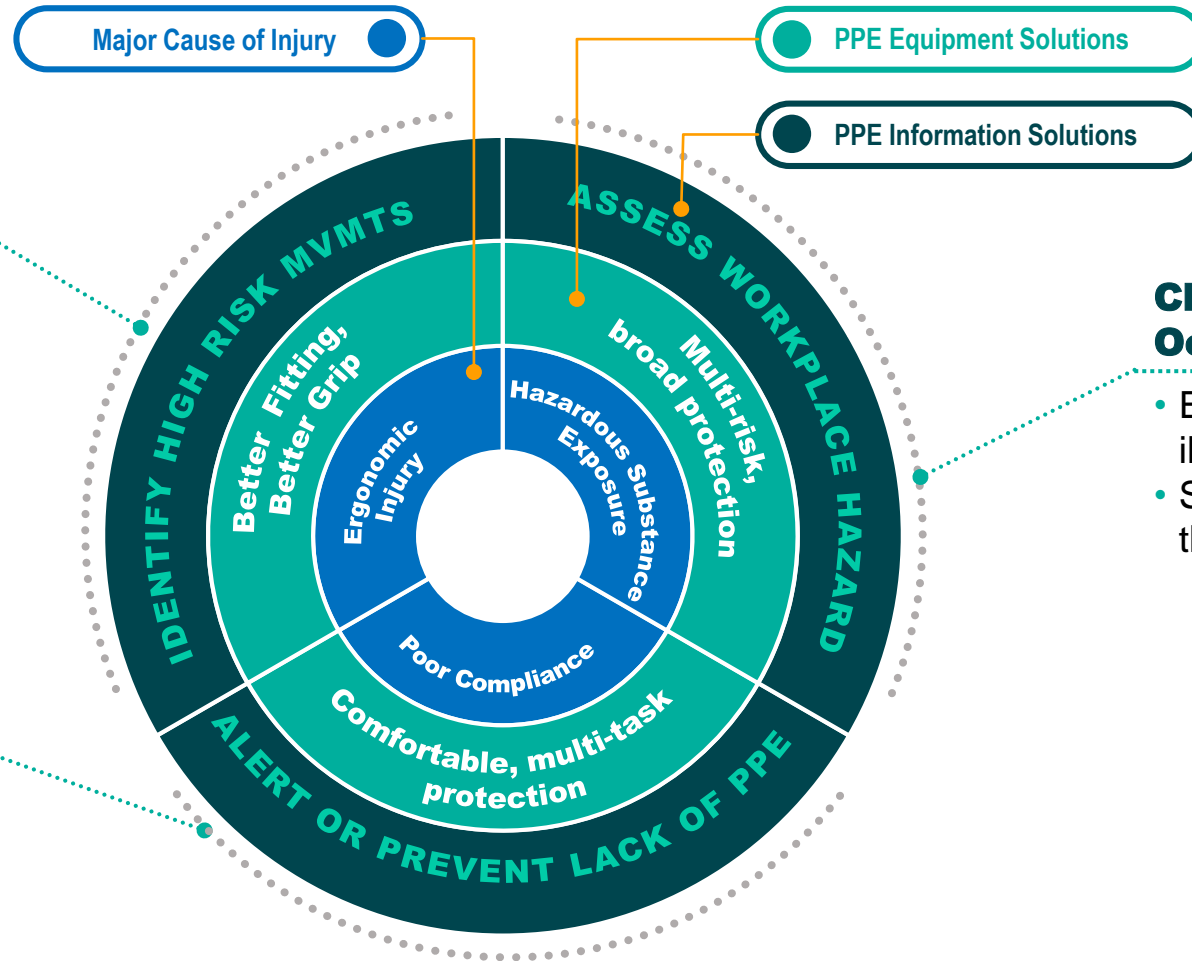 Major Cause of Injury
PPE Equipment Solutions
PPE Information Solutions
IDENTIFY HIGH RISK MVMTS
ASSESS WORKPLACE HAZARD
ALERT OR PREVENT LACK OF PPE
Better Fitting,
Better Grip
Multi-risk,
broad protection
Comfortable, multi-task
protection
Ergonomic
Injury
Hazardous Substance
Exposure
Poor Compliance